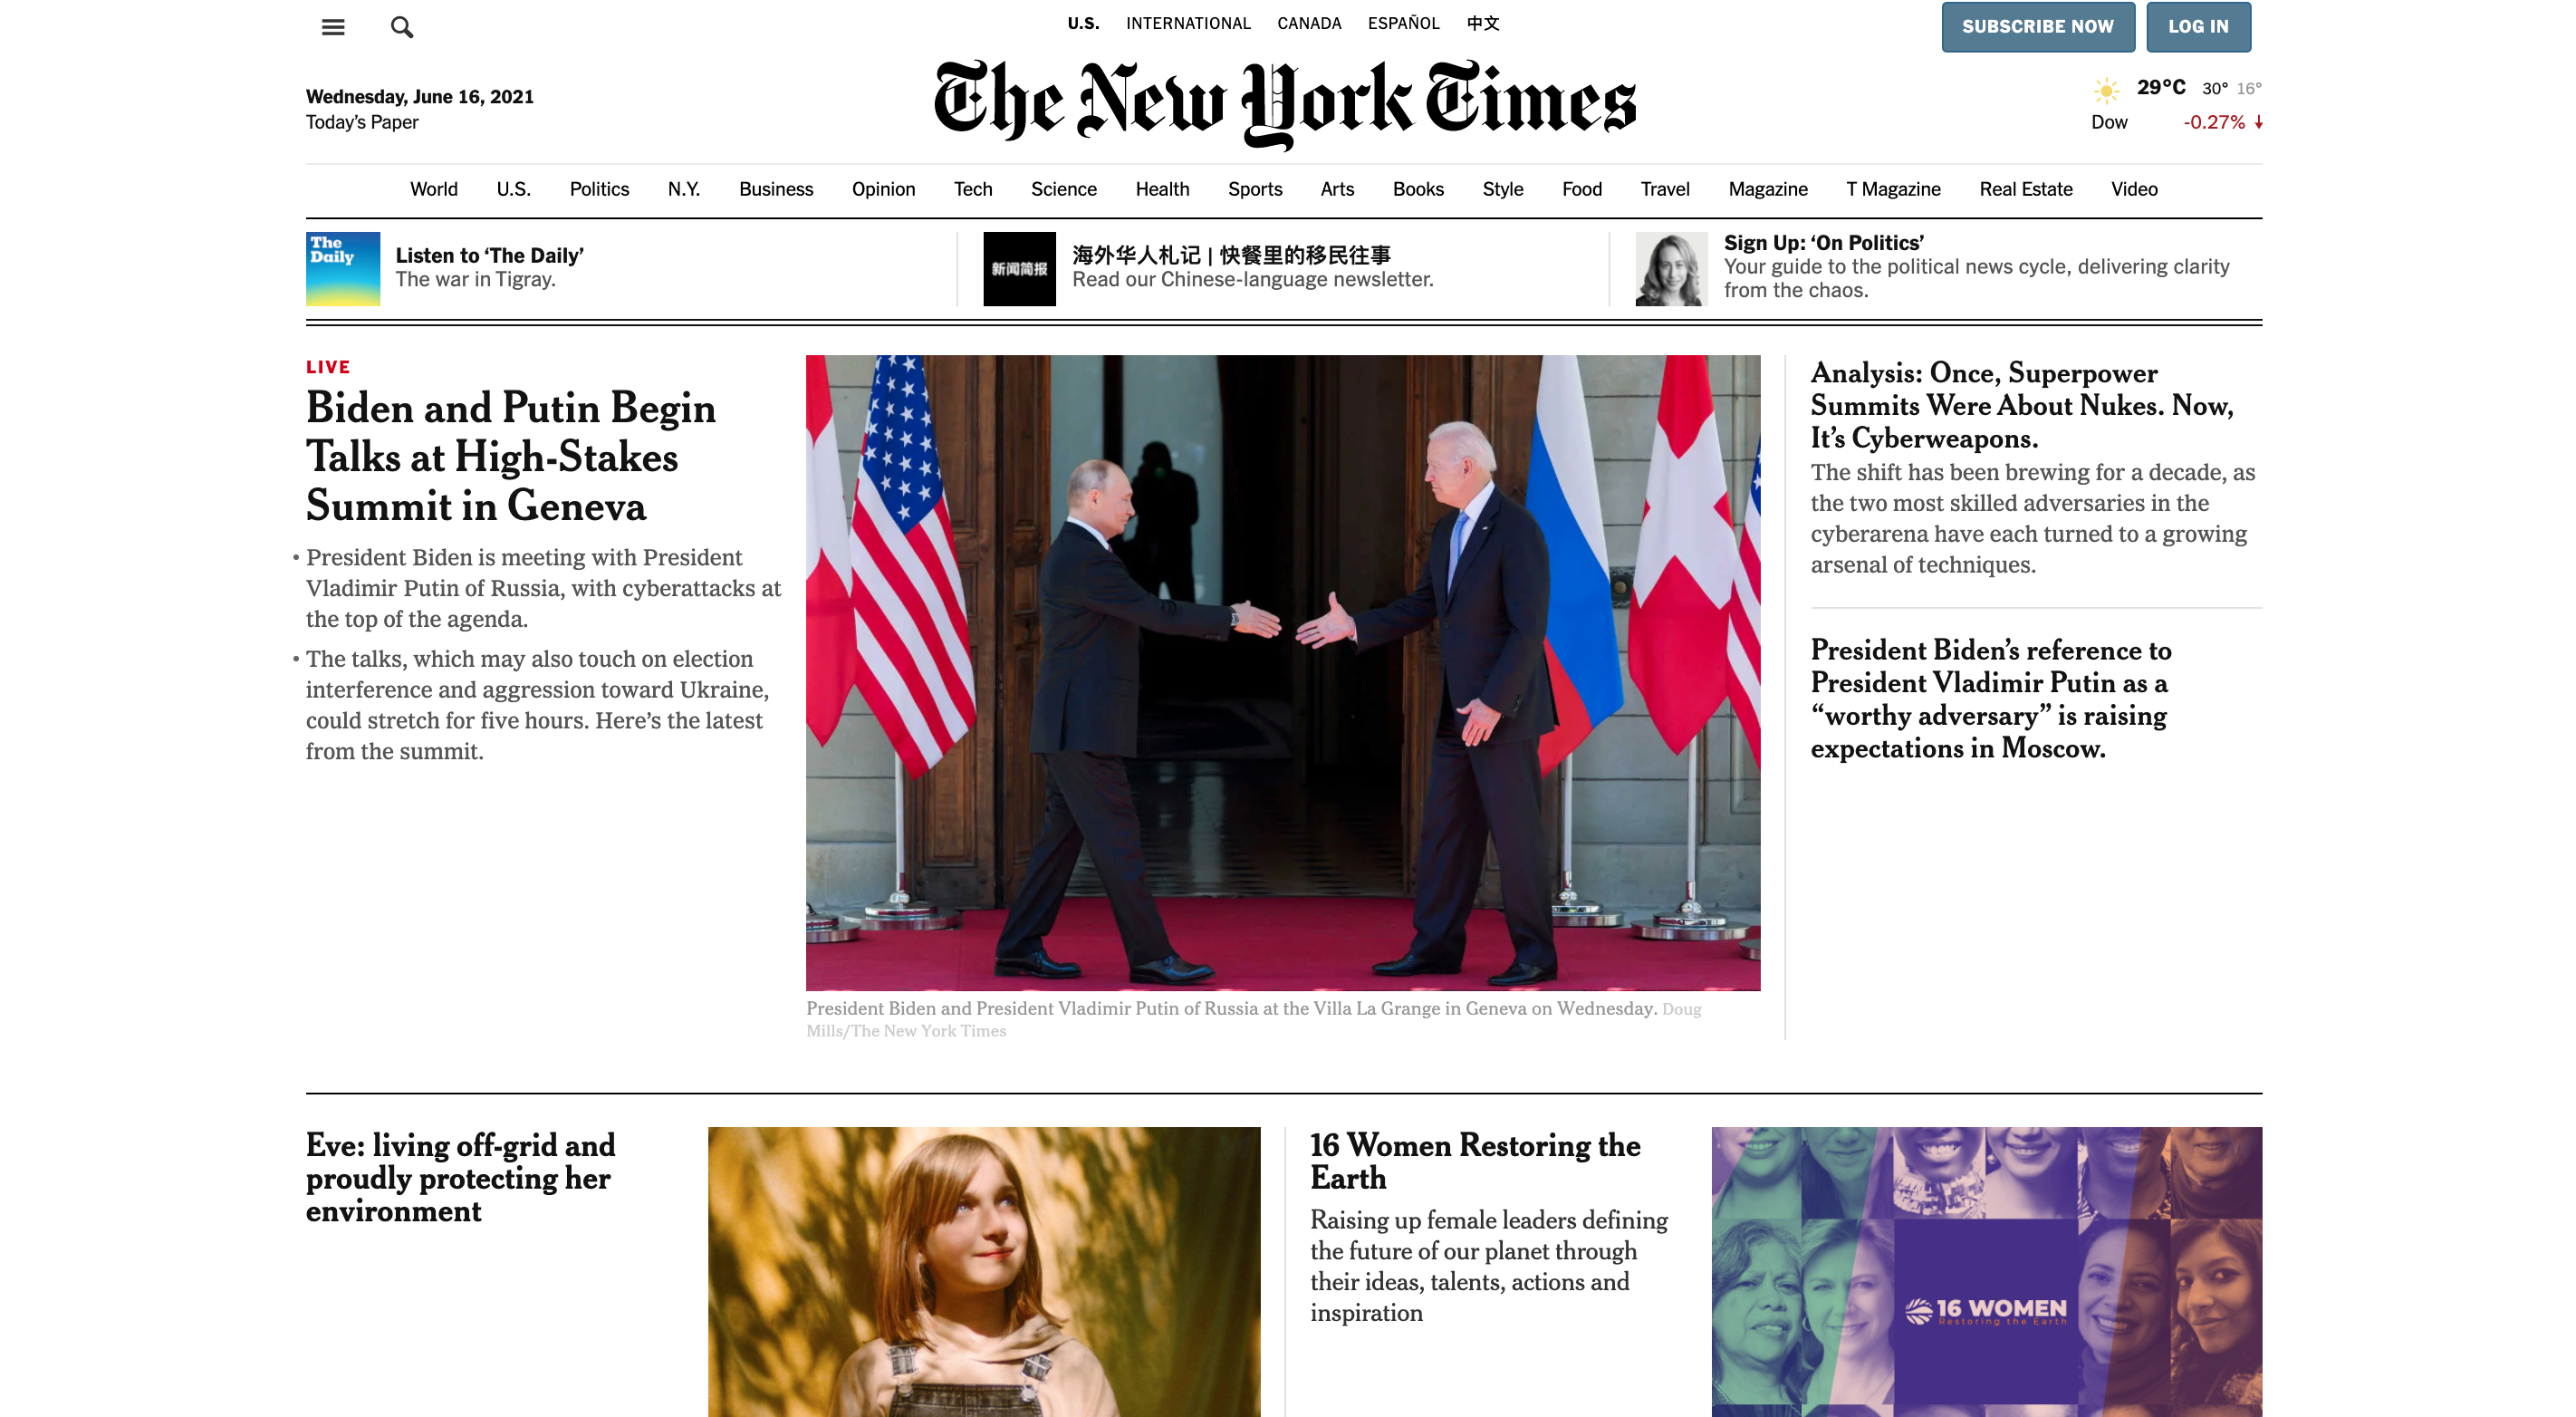 U.S. INTERNATIONAL CANADA ESPAÑOL 中文
SUBSCRIBE NOW LOG IN
The New York Times
Wednesday, June 16, 2021
Today’s Paper
29°C 30° 16°
Dow -0.27% ↓
World U.S. Politics N.Y. Business Opinion Tech Science Health Sports Arts Books Style Food Travel Magazine T Magazine Real Estate Video
The
Daily
Listen to ‘The Daily’
The war in Tigray.
新闻简报
海外华人札记 | 快餐里的移民往事
Read our Chinese-language newsletter.
Sign Up: ‘On Politics’
Your guide to the political news cycle, delivering clarity
from the chaos.
LIVE
Biden and Putin Begin
Talks at High-Stakes
Summit in Geneva
• President Biden is meeting with President
Vladimir Putin of Russia, with cyberattacks at
the top of the agenda.
• The talks, which may also touch on election
interference and aggression toward Ukraine,
could stretch for five hours. Here’s the latest
from the summit.
President Biden and President Vladimir Putin of Russia at the Villa La Grange in Geneva on Wednesday. Doug
Mills/The New York Times
Analysis: Once, Superpower
Summits Were About Nukes. Now,
It’s Cyberweapons.
The shift has been brewing for a decade, as
the two most skilled adversaries in the
cyberarena have each turned to a growing
arsenal of techniques.
President Biden’s reference to
President Vladimir Putin as a
“worthy adversary” is raising
expectations in Moscow.
Eve: living off-grid and
proudly protecting her
environment
16 Women Restoring the
Earth
Raising up female leaders defining
the future of our planet through
their ideas, talents, actions and
inspiration
16 WOMEN
Restoring the Earth